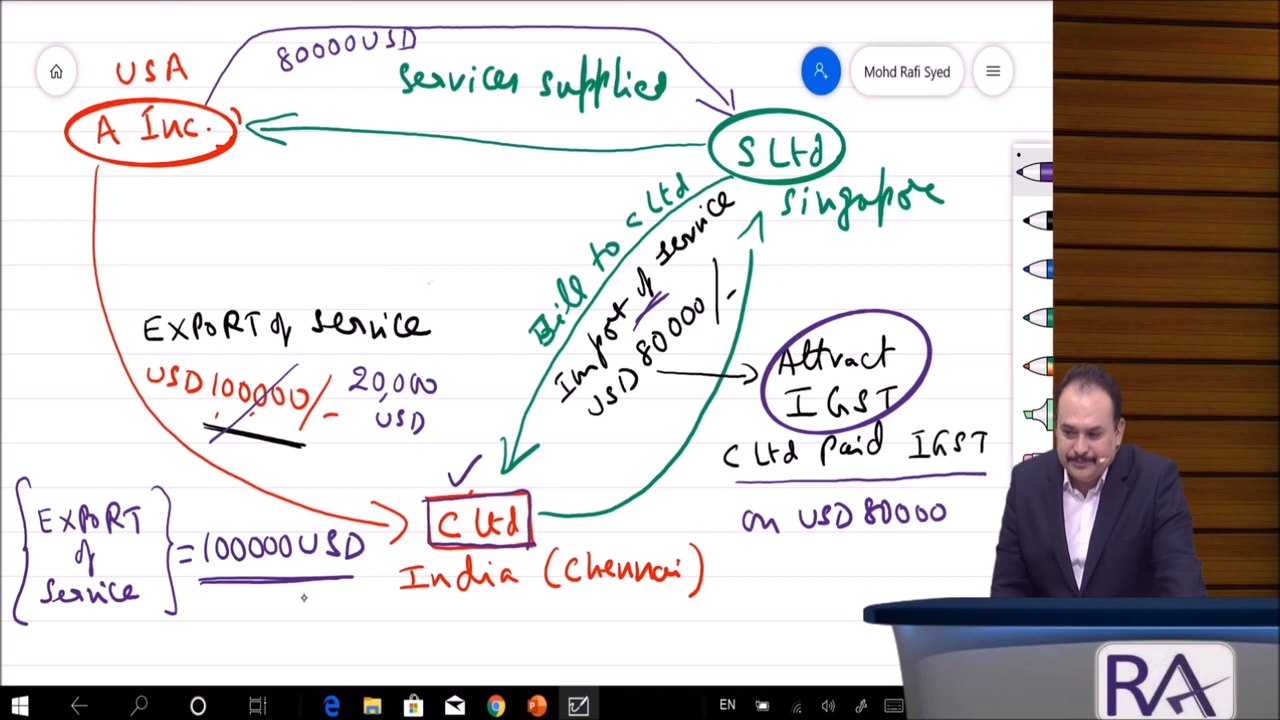 80000 USD
USA
Services supplied
Mohd Rafi Syed
A Inc.
S Ltd
Singapore
Bill to C Ltd
Import of service
USD 80000/-
EXPORT of Service
USD 100,000/-
20,000
USD
Attract
IGST
C Ltd Paid IGST
on USD 80000
C Ltd
India (Chennai)
EXPORT
of
Service
= 100000 USD
EN
RA